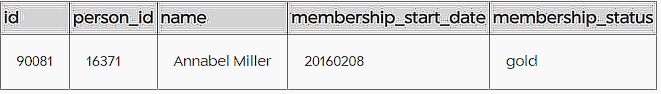 id person_id name membership_start_date membership_status
90081 16371 Annabel Miller 20160208 gold